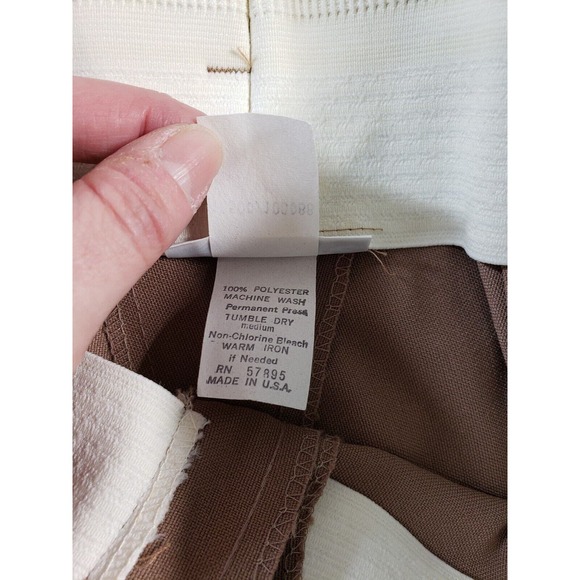 100% POLYESTER
MACHINE WASH
Permanent Press
TUMBLE DRY
medium
Non-Chlorine Bleach
WARM IRON
if Needed
RN 57895
MADE IN U.S.A.